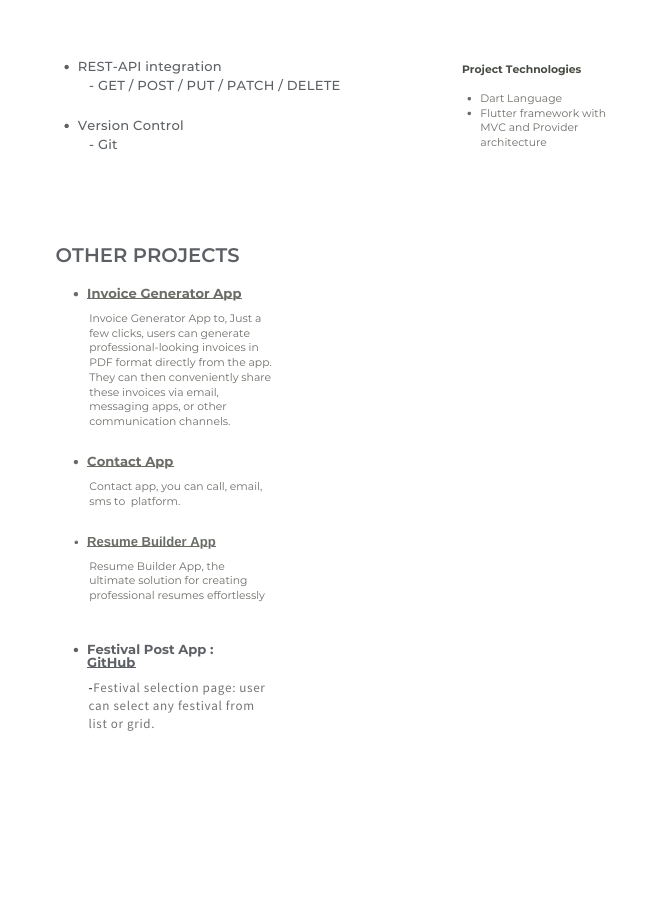 • REST-API integration
- GET / POST / PUT / PATCH / DELETE
• Version Control
- Git
Project Technologies
• Dart Language
• Flutter framework with
MVC and Provider
architecture
OTHER PROJECTS
• Invoice Generator App
Invoice Generator App to, Just a
few clicks, users can generate
professional-looking invoices in
PDF format directly from the app.
They can then conveniently share
these invoices via email,
messaging apps, or other
communication channels.
• Contact App
Contact app, you can call, email,
sms to  platform.
• Resume Builder App
Resume Builder App, the
ultimate solution for creating
professional resumes effortlessly
• Festival Post App :
GitHub
-Festival selection page: user
can select any festival from
list or grid.